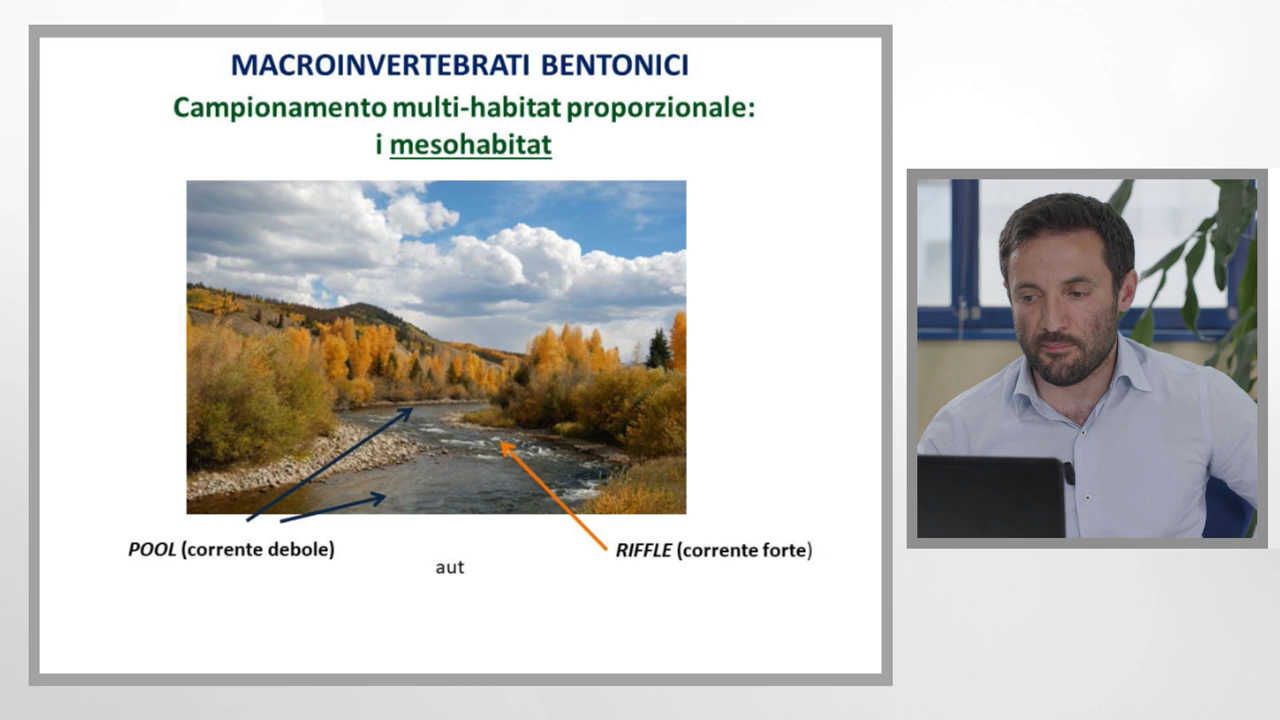 MACROINVERTEBRATI BENTONICI
Campionamento multi-habitat proporzionale:
i mesohabitat
POOL (corrente debole)
RIFFLE (corrente forte)
aut